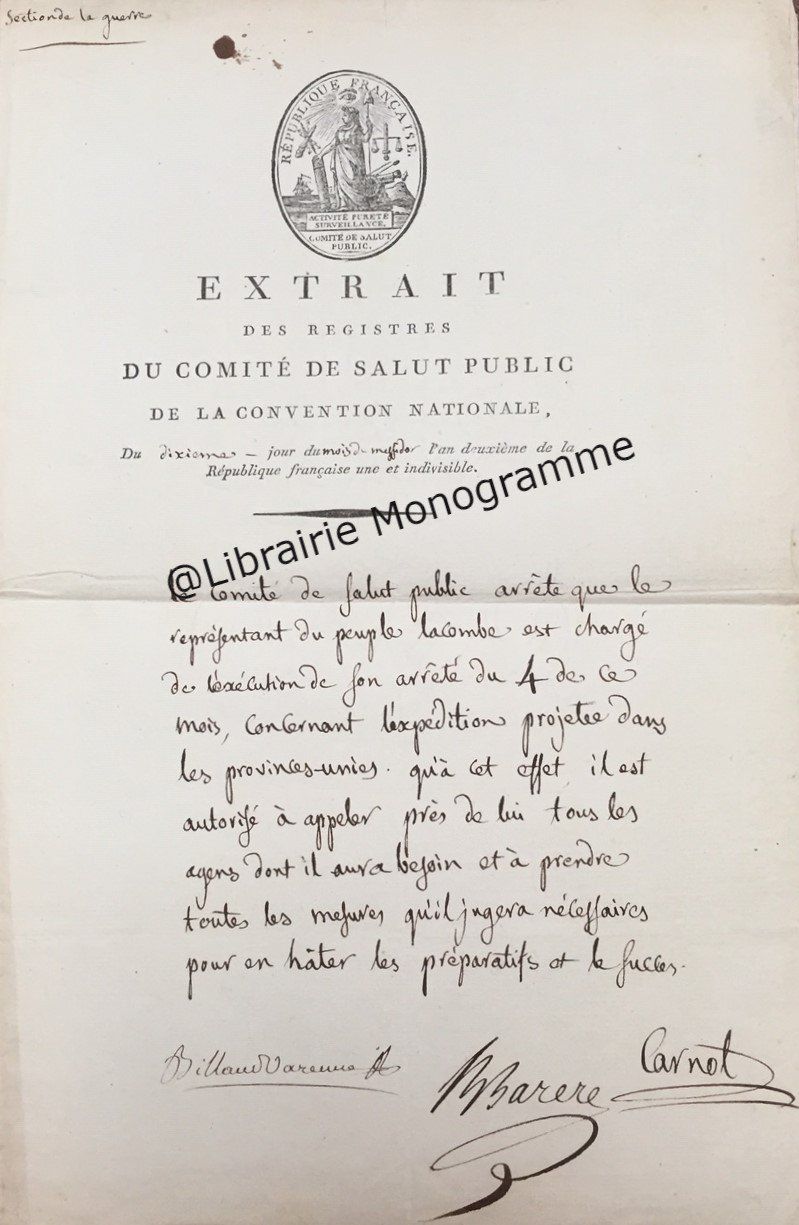 Section de la guerre
RÉPUBLIQUE FRANÇAISE.
ACTIVITÉ PURETÉ
SURVEILLANCE.
COMITÉ DE SALUT
PUBLIC.
EXTRAIT
DES REGISTRES
DU COMITÉ DE SALUT PUBLIC
DE LA CONVENTION NATIONALE,
Du dixieme – jour du mois de messidor l'an deuxième de la
République française une et indivisible.
@Librairie Monogramme
Le Comité de salut public arrête que le
représentant du peuple lacombe est chargé
de l'exécution de son arrêté du 4 de ce
mois, concernant l'expédition projetée dans
les provinces-unies. qu'à cet effet, il est
autorisé à appeler près de lui tous les
agens dont il aura besoin et à prendre
toutes les mesures qu'il jugera nécessaires
pour en hâter les préparatifs et le succes.
Billaud Varenne
B Barere
Carnot